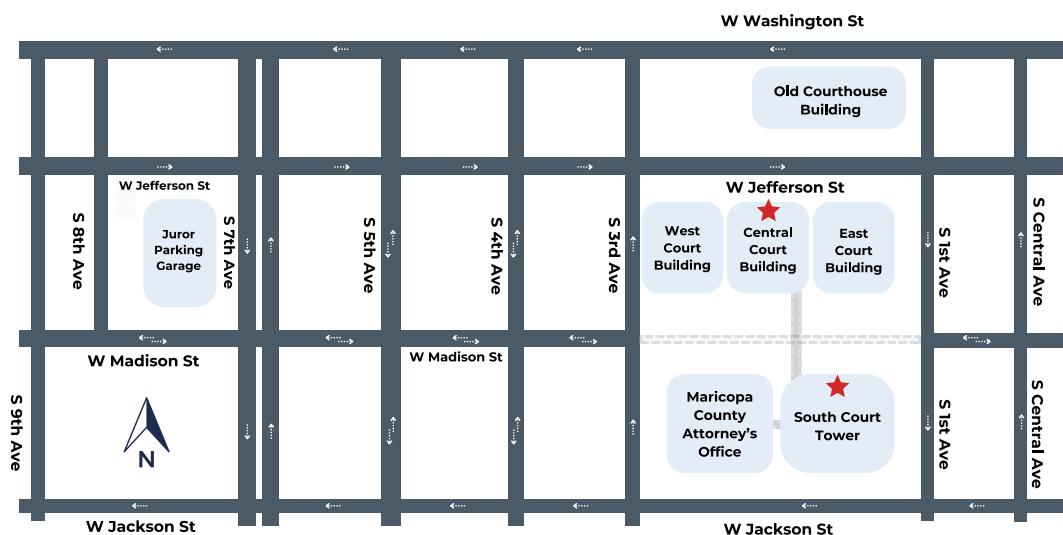 W Washington St
Old Courthouse
Building
W Jefferson St
W Jefferson St
S 8th Ave
Juror
Parking
Garage
S 7th Ave
S 5th Ave
S 4th Ave
S 3rd Ave
West
Court
Building
Central
Court
Building
East
Court
Building
S 1st Ave
S Central Ave
W Madison St
W Madison St
S 9th Ave
N
Maricopa
County
Attorney's
Office
South Court
Tower
S 1st Ave
S Central Ave
W Jackson St
W Jackson St